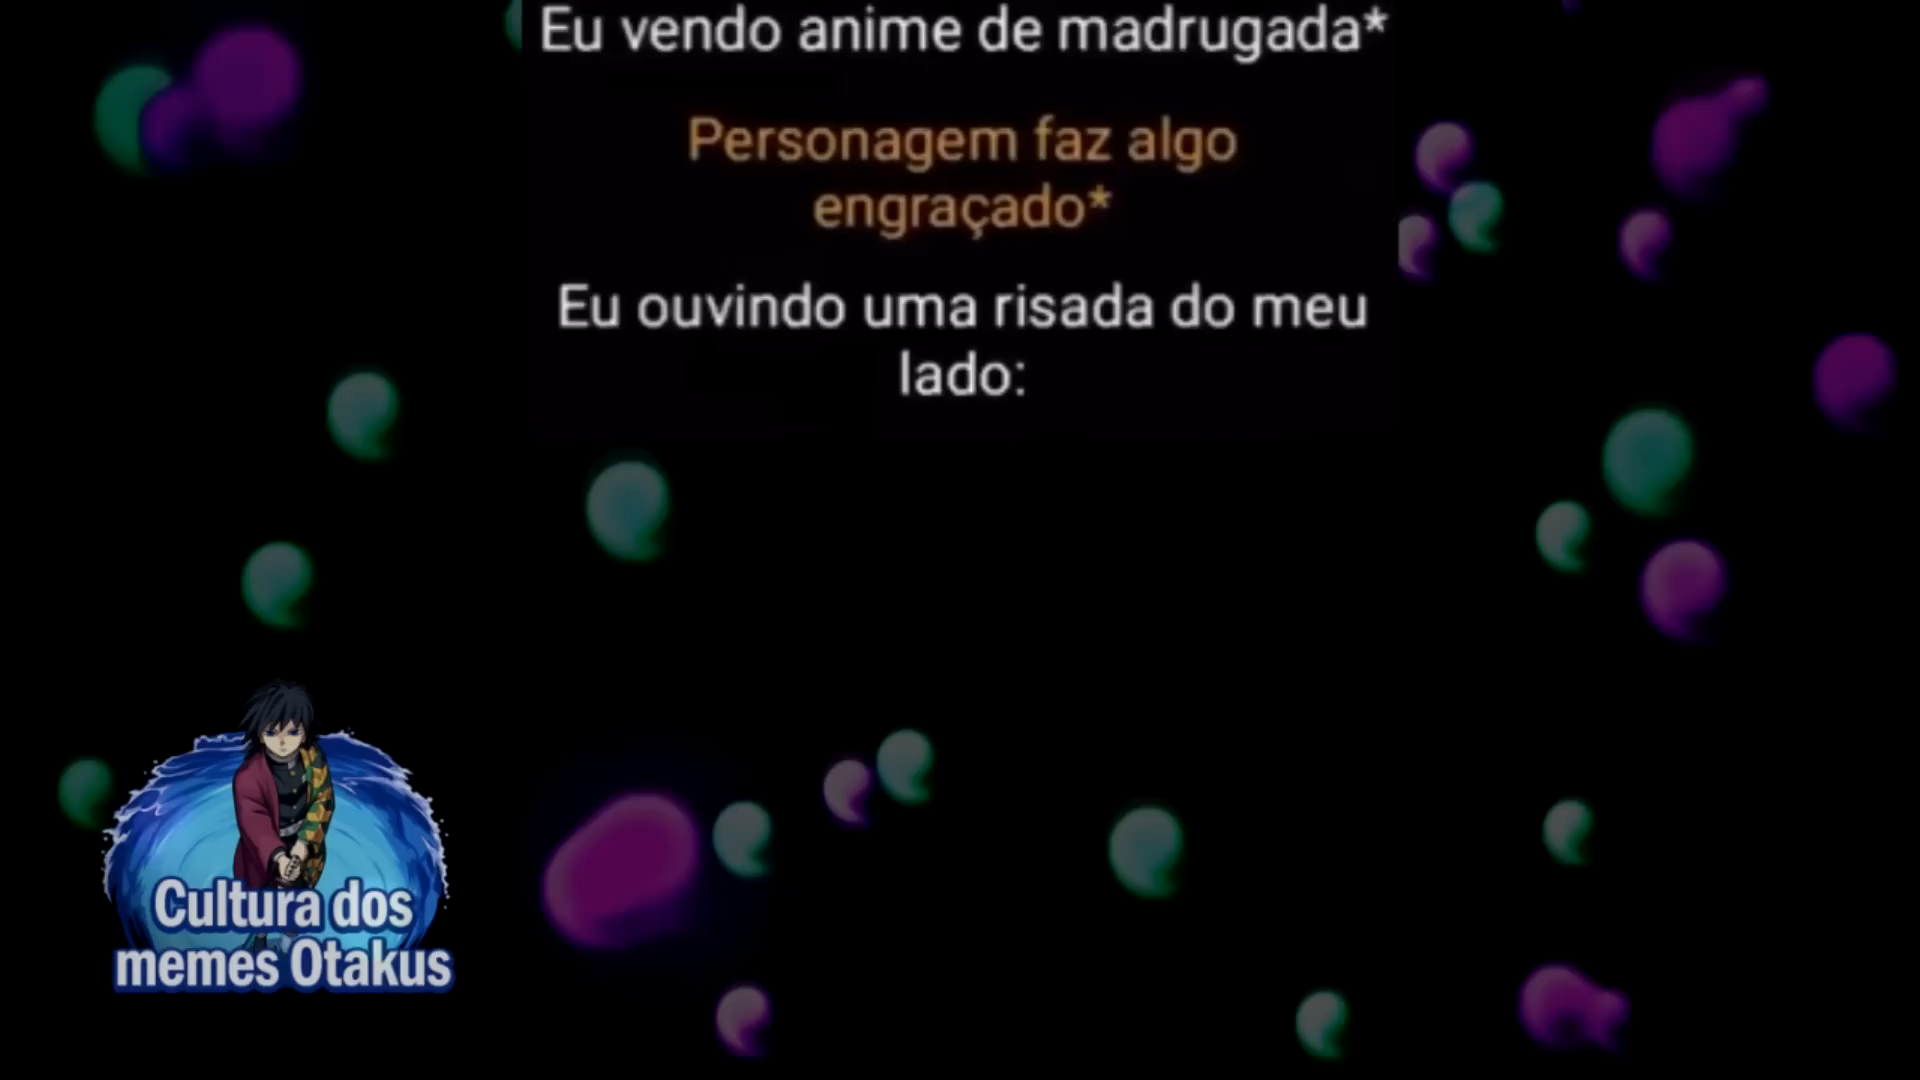 Eu vendo anime de madrugada*
Personagem faz algo
engraçado*
Eu ouvindo uma risada do meu
lado:
Cultura dos
memes Otakus